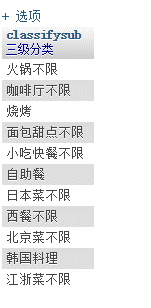 + 选项
classifysub
三级分类
火锅不限
咖啡厅不限
烧烤
面包甜点不限
小吃快餐不限
自助餐
日本菜不限
西餐不限
北京菜不限
韩国料理
江浙菜不限